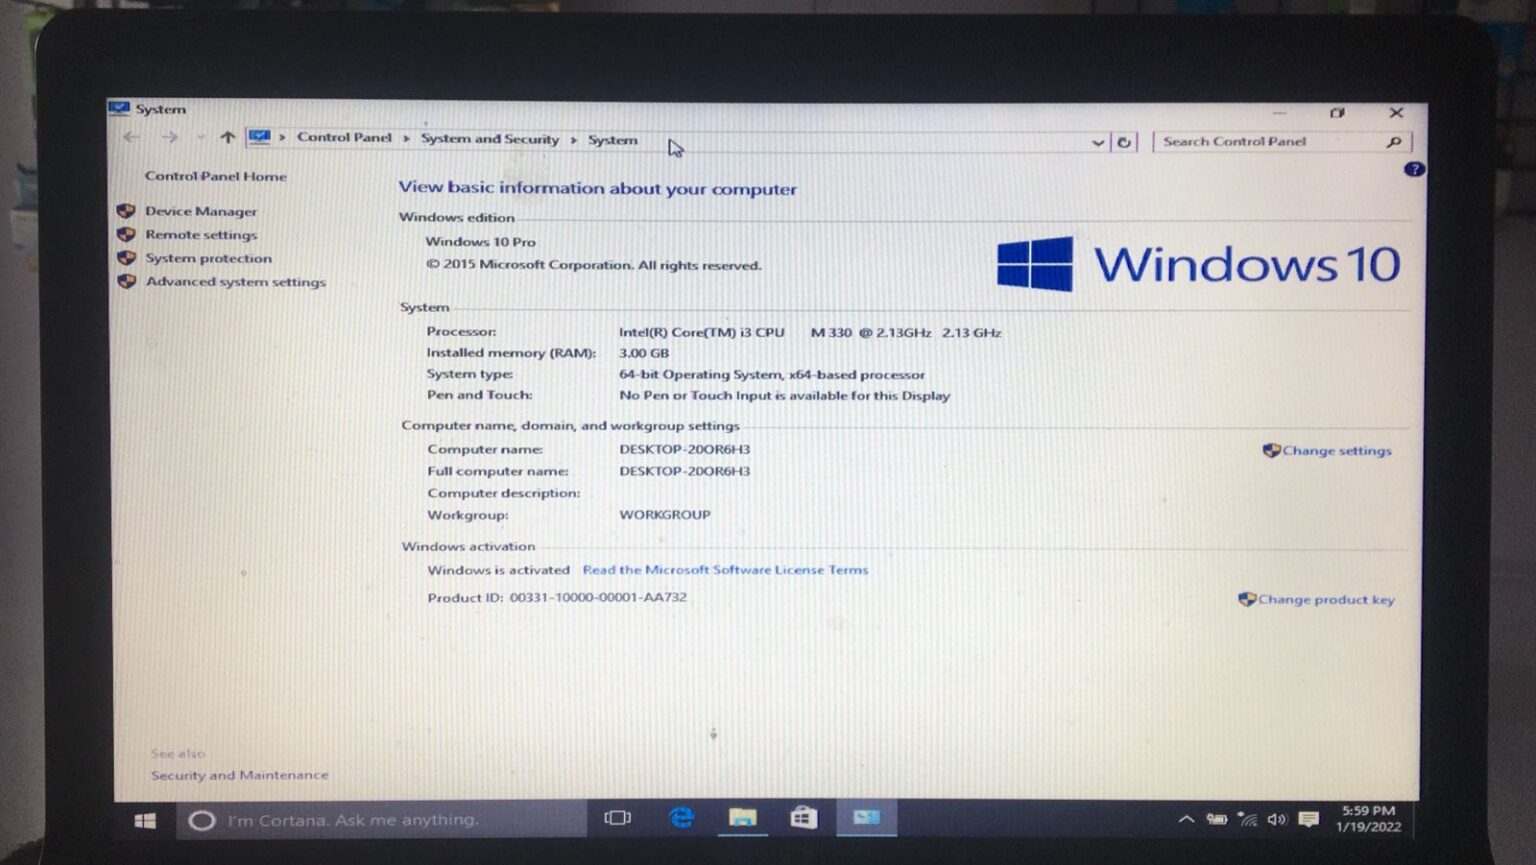 System
Control Panel > System and Security > System
Search Control Panel
Control Panel Home
Device Manager
Remote settings
System protection
Advanced system settings
View basic information about your computer
Windows edition
Windows 10 Pro
© 2015 Microsoft Corporation. All rights reserved.
Windows 10
System
Processor: Intel(R) Core(TM) i3 CPU M 330 @ 2.13GHz 2.13 GHz
Installed memory (RAM): 3.00 GB
System type: 64-bit Operating System, x64-based processor
Pen and Touch: No Pen or Touch Input is available for this Display
Computer name, domain, and workgroup settings
Computer name: DESKTOP-20OR6H3
Change settings
Full computer name: DESKTOP-20OR6H3
Computer description:
Workgroup: WORKGROUP
Windows activation
Windows is activated Read the Microsoft Software License Terms
Product ID: 00331-10000-00001-AA732
Change product key
See also
Security and Maintenance
I'm Cortana. Ask me anything.
5:59 PM
1/19/2022